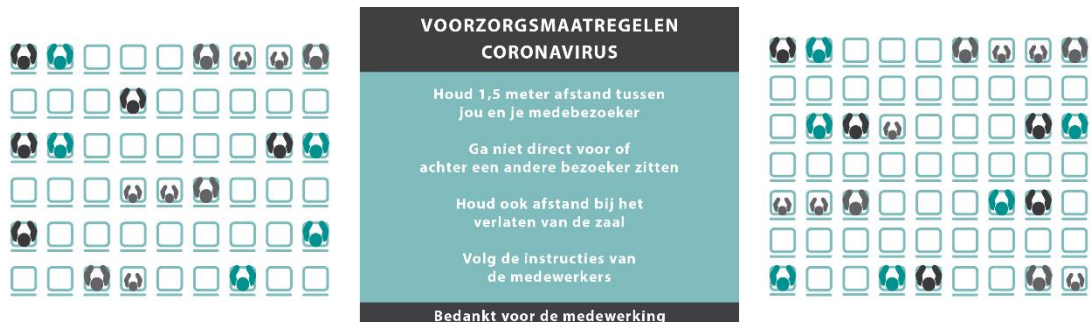 VOORZORGSMAATREGELEN
CORONAVIRUS
Houd 1,5 meter afstand tussen
jou en je medebezoeker
Ga niet direct voor of
achter een andere bezoeker zitten
Houd ook afstand bij het
verlaten van de zaal
Volg de instructies van
de medewerkers
Bedankt voor de medewerking